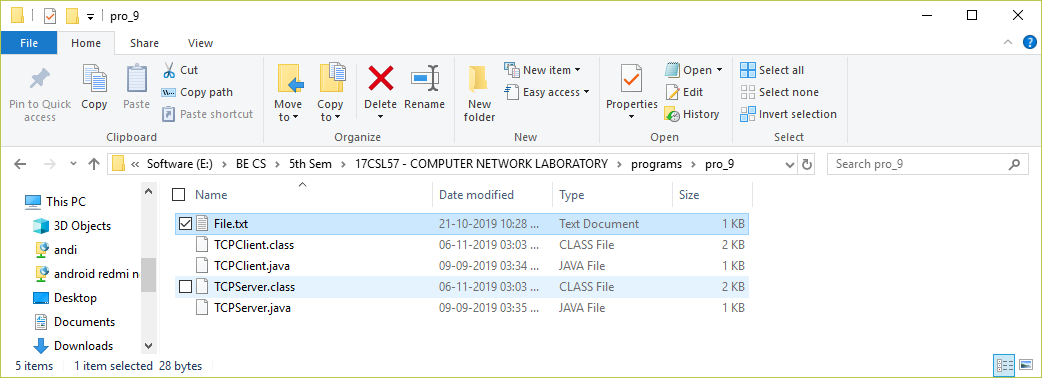 pro_9
File Home Share View
Pin to Quick access
Copy
Paste
Cut
Copy path
Paste shortcut
Clipboard
Move to
Copy to
Delete
Rename
Organize
New folder
New item
Easy access
New
Properties
Open
Edit
History
Open
Select all
Select none
Invert selection
Select
« Software (E:) > BE CS > 5th Sem > 17CSL57 - COMPUTER NETWORK LABORATORY > programs > pro_9
Search pro_9
This PC
3D Objects
andi
android redmi n
Desktop
Documents
Downloads
Name Date modified Type Size
File.txt 21-10-2019 10:28 ... Text Document 1 KB
TCPClient.class 06-11-2019 03:03 ... CLASS File 2 KB
TCPClient.java 09-09-2019 03:34 ... JAVA File 1 KB
TCPServer.class 06-11-2019 03:03 ... CLASS File 2 KB
TCPServer.java 09-09-2019 03:35 ... JAVA File 1 KB
5 items 1 item selected 28 bytes